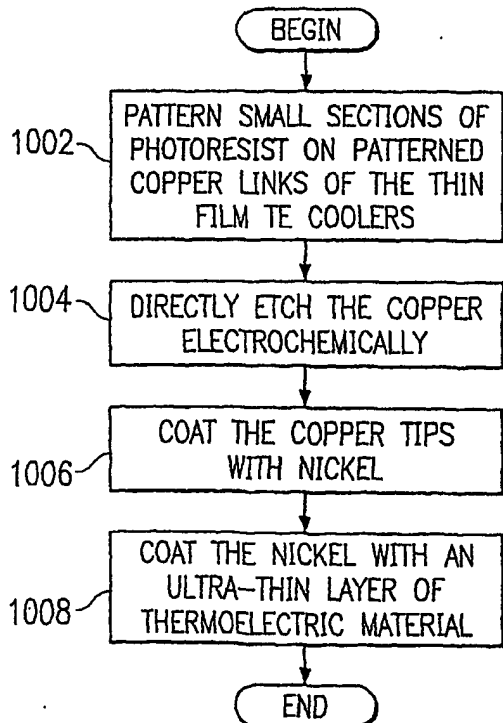 BEGIN
1002
PATTERN SMALL SECTIONS OF
PHOTORESIST ON PATTERNED
COPPER LINKS OF THE THIN
FILM TE COOLERS
1004
DIRECTLY ETCH THE COPPER
ELECTROCHEMICALLY
1006
COAT THE COPPER TIPS
WITH NICKEL
1008
COAT THE NICKEL WITH AN
ULTRA-THIN LAYER OF
THERMOELECTRIC MATERIAL
END